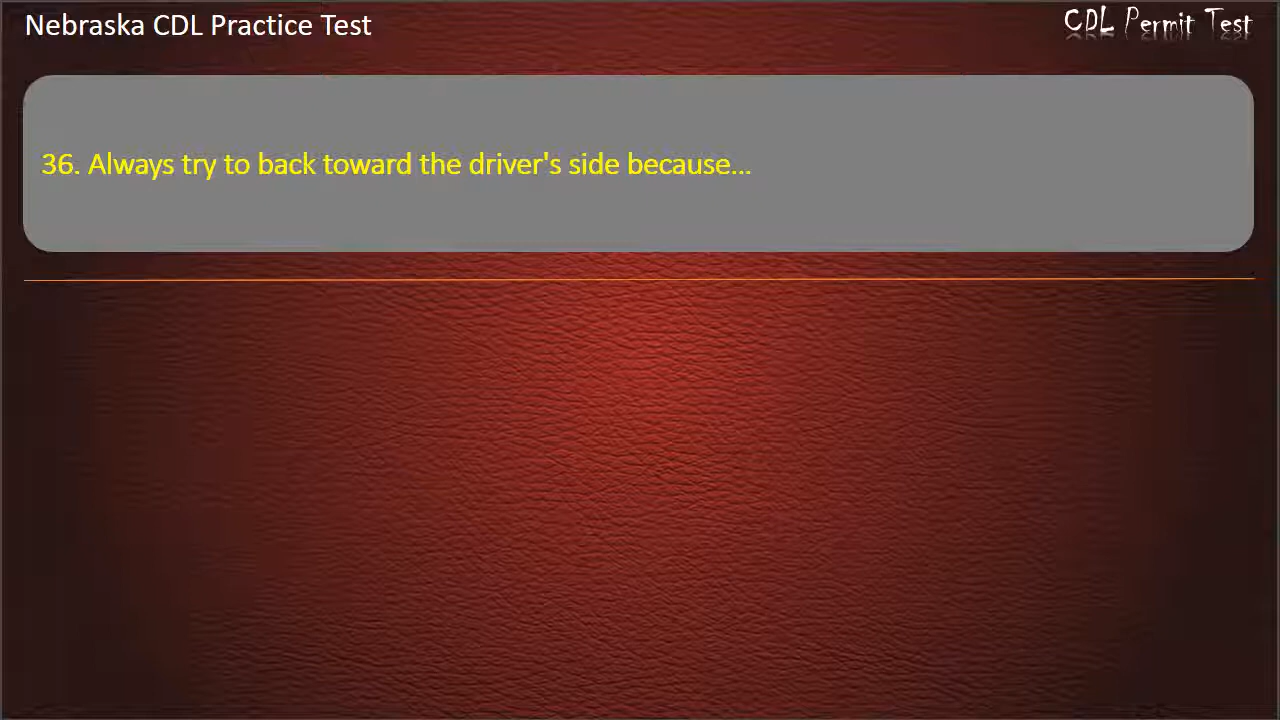 Nebraska CDL Practice Test
CDL Permit Test
36. Always try to back toward the driver's side because...